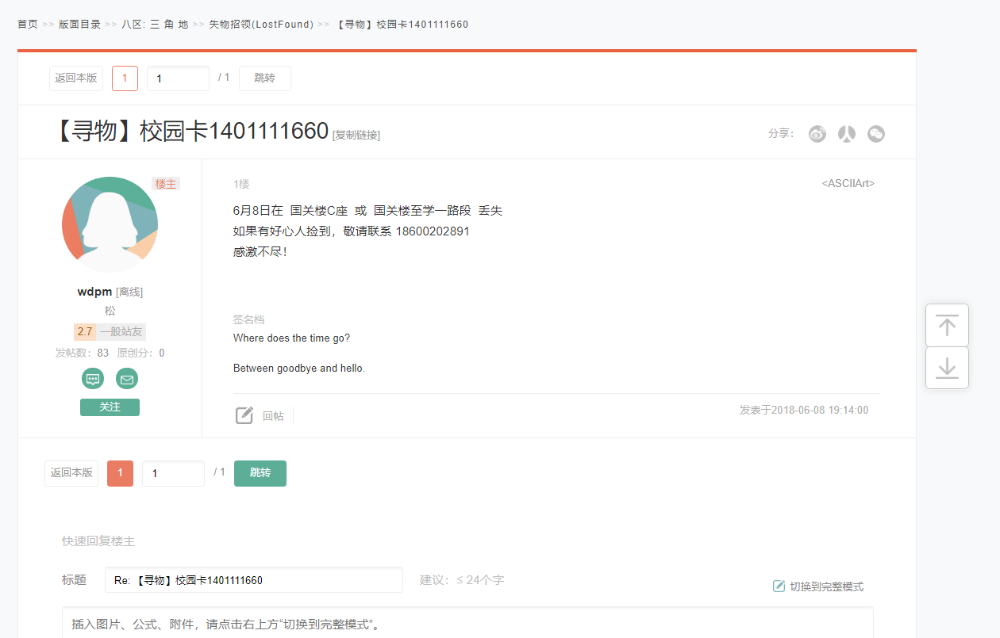 首页 >> 版面目录 >> 八区: 三 角 地 >> 失物招领(LostFound) >> 【寻物】校园卡1401111660
返回本版 1 1 / 1 跳转
【寻物】校园卡1401111660 [复制链接]
分享:
楼主
1楼
<ASCIIArt>
6月8日在 国关楼C座 或 国关楼至学一路段 丢失
如果有好心人捡到，敬请联系 18600202891
感激不尽！
wdpm [离线]
松
2.7 一般站友
发帖数: 83 原创分: 0
关注
签名档
Where does the time go?
Between goodbye and hello.
回帖
发表于2018-06-08 19:14:00
返回本版 1 1 / 1 跳转
快速回复楼主
标题 Re: 【寻物】校园卡1401111660 建议: ≤ 24个字
切换到完整模式
插入图片、公式、附件，请点击右上方“切换到完整模式”。